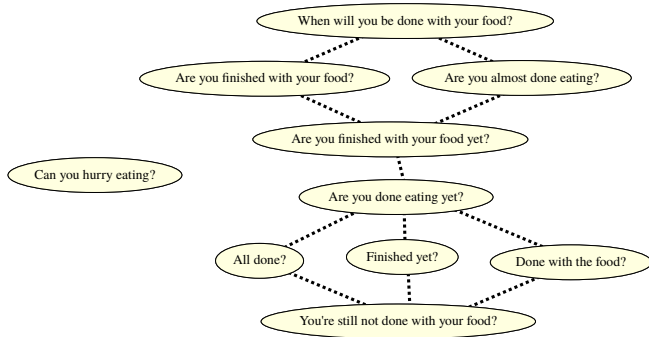 When will you be done with your food?
Are you finished with your food?
Are you almost done eating?
Are you finished with your food yet?
Can you hurry eating?
Are you done eating yet?
All done?
Finished yet?
Done with the food?
You're still not done with your food?